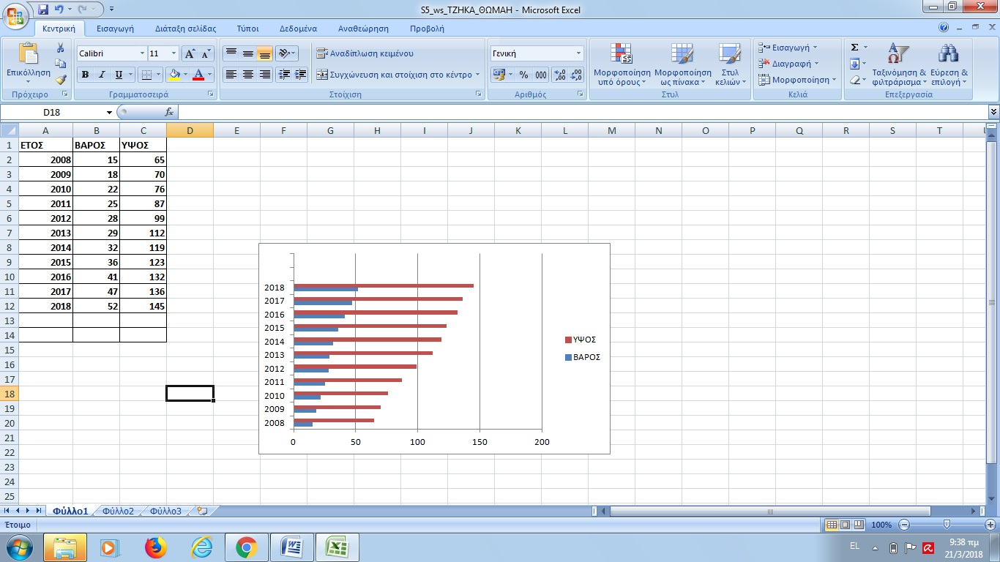 S5_ws_ΤΖΗΚΑ_ΘΩΜΑΗ - Microsoft Excel
Κεντρική Εισαγωγή Διάταξη σελίδας Τύποι Δεδομένα Αναθεώρηση Προβολή
Επικόλληση
Πρόχειρο
Calibri 11
B I U
Γραμματοσειρά
Αναδίπλωση κειμένου
Συγχώνευση και στοίχιση στο κέντρο
Στοίχιση
Γενική
% 000
Αριθμός
Μορφοποίηση υπό όρους
Μορφοποίηση ως πίνακα
Στυλ κελιών
Στυλ
Εισαγωγή
Διαγραφή
Μορφοποίηση
Κελιά
Ταξινόμηση & φιλτράρισμα
Εύρεση & επιλογή
Επεξεργασία
D18 fx
A B C D E F G H I J K L M N O P Q R S T U
1 ΕΤΟΣ ΒΑΡΟΣ ΥΨΟΣ
2 2008 15 65
3 2009 18 70
4 2010 22 76
5 2011 25 87
6 2012 28 99
7 2013 29 112
8 2014 32 119
9 2015 36 123
10 2016 41 132
11 2017 47 136
12 2018 52 145
13
14
15
16
17
18
19
20
21
22
23
24
25
2018
2017
2016
2015
2014
2013
2012
2011
2010
2009
2008
0 50 100 150 200
ΥΨΟΣ
ΒΑΡΟΣ
Φύλλο1 Φύλλο2 Φύλλο3
Έτοιμο 100%
EL 9:38 πμ
21/3/2018